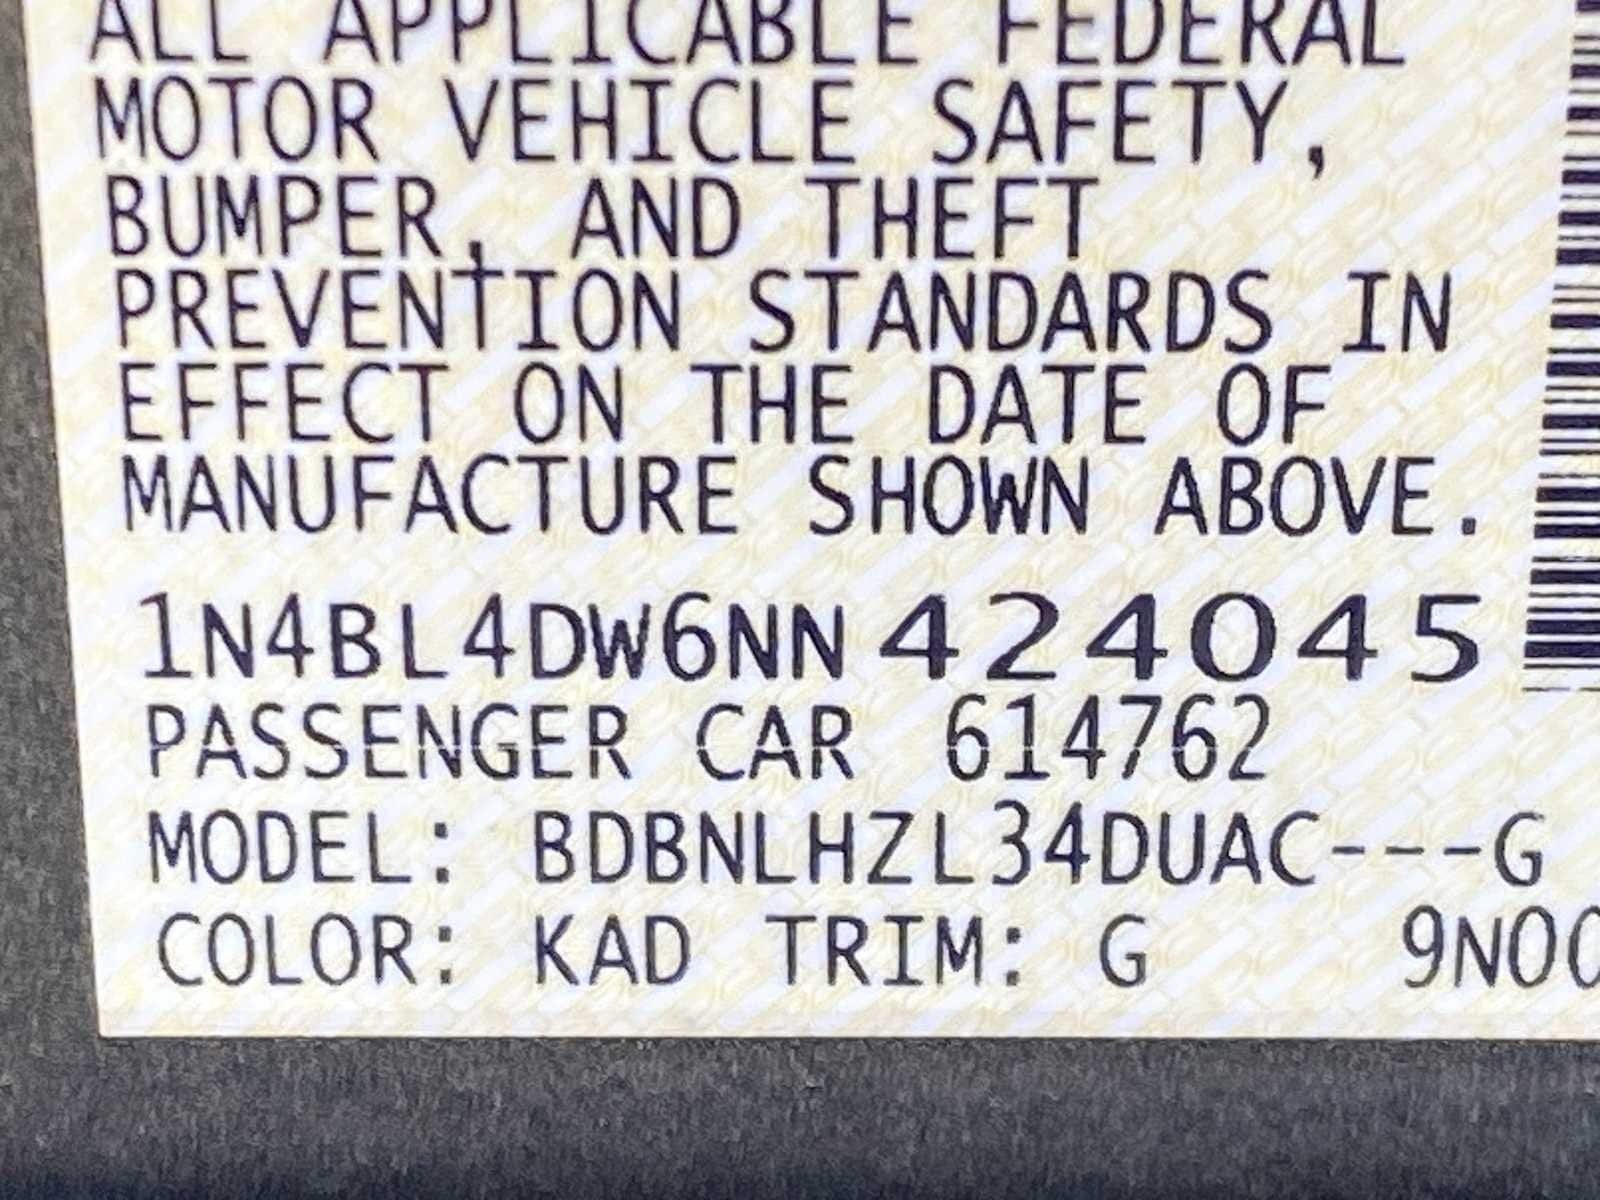 ALL APPLICABLE FEDERAL
MOTOR VEHICLE SAFETY,
BUMPER, AND THEFT
PREVENTION STANDARDS IN
EFFECT ON THE DATE OF
MANUFACTURE SHOWN ABOVE.
1N4BL4DW6NN424045
PASSENGER CAR 614762
MODEL: BDBNLHZL34DUAC---G
COLOR: KAD TRIM: G 9N00